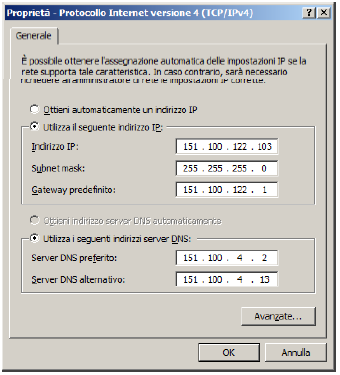 Proprietà - Protocollo Internet versione 4 (TCP/IPv4)
Generale
È possibile ottenere l'assegnazione automatica delle impostazioni IP se la
rete supporta tale caratteristica. In caso contrario, sarà necessario
richiedere all'amministratore di rete le impostazioni IP corrette.
Ottieni automaticamente un indirizzo IP
Utilizza il seguente indirizzo IP:
Indirizzo IP: 151 . 100 . 122 . 103
Subnet mask: 255 . 255 . 255 . 0
Gateway predefinito: 151 . 100 . 122 . 1
Ottieni indirizzo server DNS automaticamente
Utilizza i seguenti indirizzi server DNS:
Server DNS preferito: 151 . 100 . 4 . 2
Server DNS alternativo: 151 . 100 . 4 . 13
Avanzate...
OK Annulla